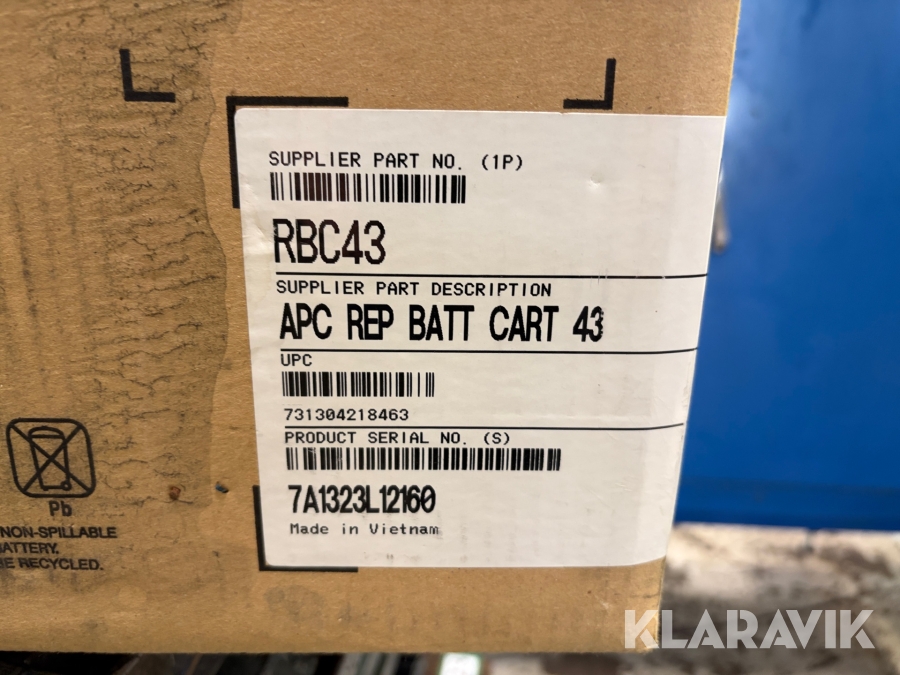 SUPPLIER PART NO. (1P)
RBC43
SUPPLIER PART DESCRIPTION
APC REP BATT CART 43
UPC
731304218463
PRODUCT SERIAL NO. (S)
7A1323L12160
Made in Vietnam
Pb
NON-SPILLABLE
BATTERY.
BE RECYCLED.
KLARAVIK